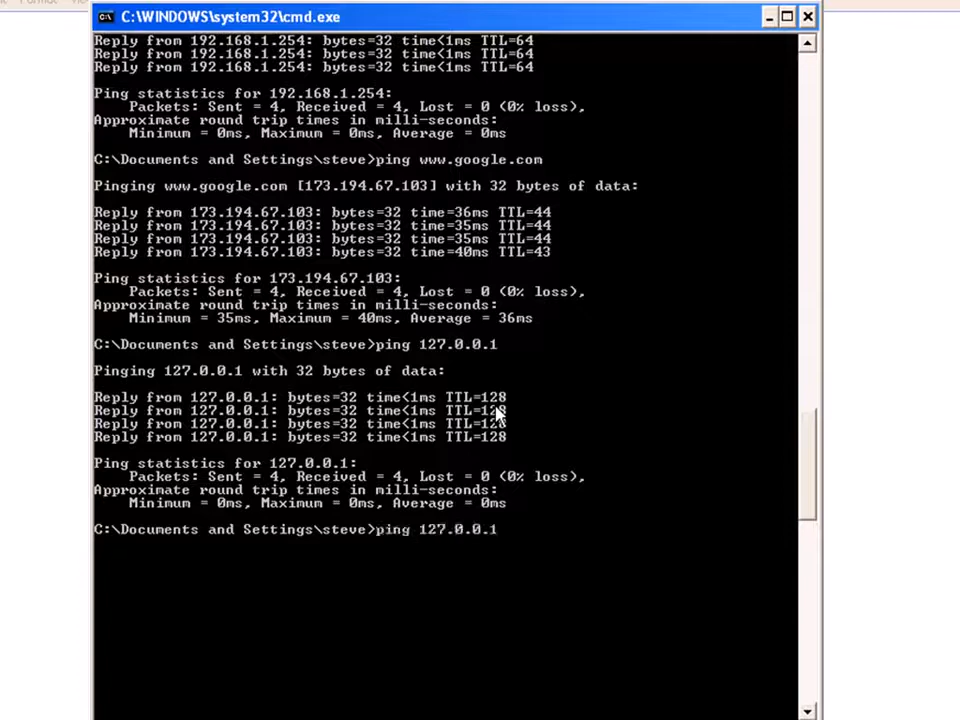 C:\WINDOWS\system32\cmd.exe
Reply from 192.168.1.254: bytes=32 time<1ms TTL=64
Reply from 192.168.1.254: bytes=32 time<1ms TTL=64
Reply from 192.168.1.254: bytes=32 time<1ms TTL=64
Ping statistics for 192.168.1.254:
Packets: Sent = 4, Received = 4, Lost = 0 (0% loss),
Approximate round trip times in milli-seconds:
Minimum = 0ms, Maximum = 0ms, Average = 0ms
C:\Documents and Settings\steve>ping www.google.com
Pinging www.google.com [173.194.67.103] with 32 bytes of data:
Reply from 173.194.67.103: bytes=32 time=36ms TTL=44
Reply from 173.194.67.103: bytes=32 time=35ms TTL=44
Reply from 173.194.67.103: bytes=32 time=35ms TTL=44
Reply from 173.194.67.103: bytes=32 time=40ms TTL=43
Ping statistics for 173.194.67.103:
Packets: Sent = 4, Received = 4, Lost = 0 (0% loss),
Approximate round trip times in milli-seconds:
Minimum = 35ms, Maximum = 40ms, Average = 36ms
C:\Documents and Settings\steve>ping 127.0.0.1
Pinging 127.0.0.1 with 32 bytes of data:
Reply from 127.0.0.1: bytes=32 time<1ms TTL=128
Reply from 127.0.0.1: bytes=32 time<1ms TTL=128
Reply from 127.0.0.1: bytes=32 time<1ms TTL=128
Reply from 127.0.0.1: bytes=32 time<1ms TTL=128
Ping statistics for 127.0.0.1:
Packets: Sent = 4, Received = 4, Lost = 0 (0% loss),
Approximate round trip times in milli-seconds:
Minimum = 0ms, Maximum = 0ms, Average = 0ms
C:\Documents and Settings\steve>ping 127.0.0.1